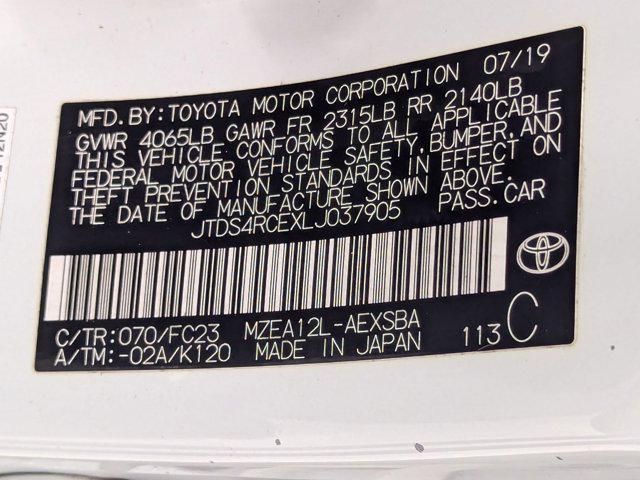 MFD. BY: TOYOTA MOTOR CORPORATION 07/19
GVWR 4065LB GAWR FR 2315LB RR 2140LB
THIS VEHICLE CONFORMS TO ALL APPLICABLE
FEDERAL MOTOR VEHICLE SAFETY, BUMPER, AND
THEFT PREVENTION STANDARDS IN EFFECT ON
THE DATE OF MANUFACTURE SHOWN ABOVE.
JTDS4RCEXLJ037905 PASS. CAR
C/TR: 070/FC23 MZEA12L-AEXSBA
A/TM: -02A/K120 MADE IN JAPAN 113 C